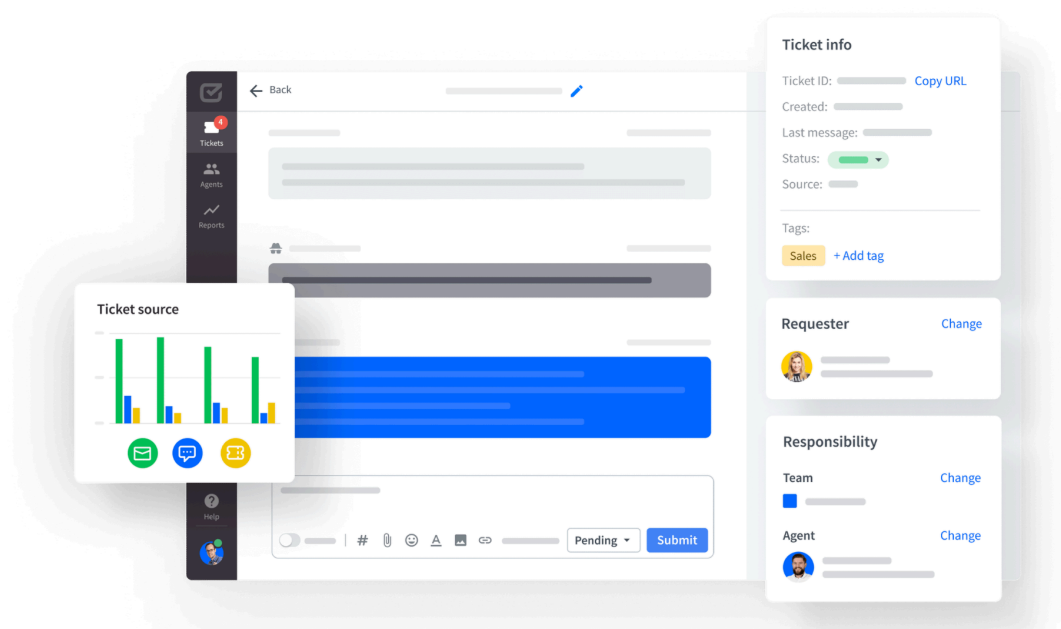 Back
4
Tickets
Agents
Reports
Ticket source
Help
#
A
Pending
Submit
Ticket info
Ticket ID:
Copy URL
Created:
Last message:
Status:
Source:
Tags:
Sales
+ Add tag
Requester
Change
Responsibility
Team
Change
Agent
Change